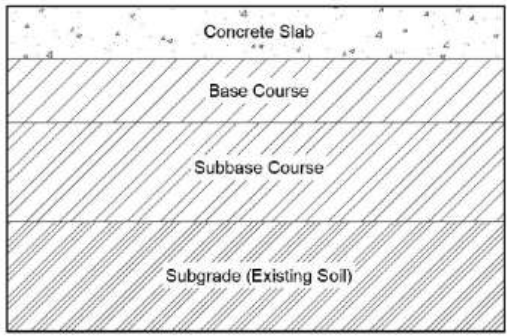 Concrete Slab
Base Course
Subbase Course
Subgrade (Existing Soil)